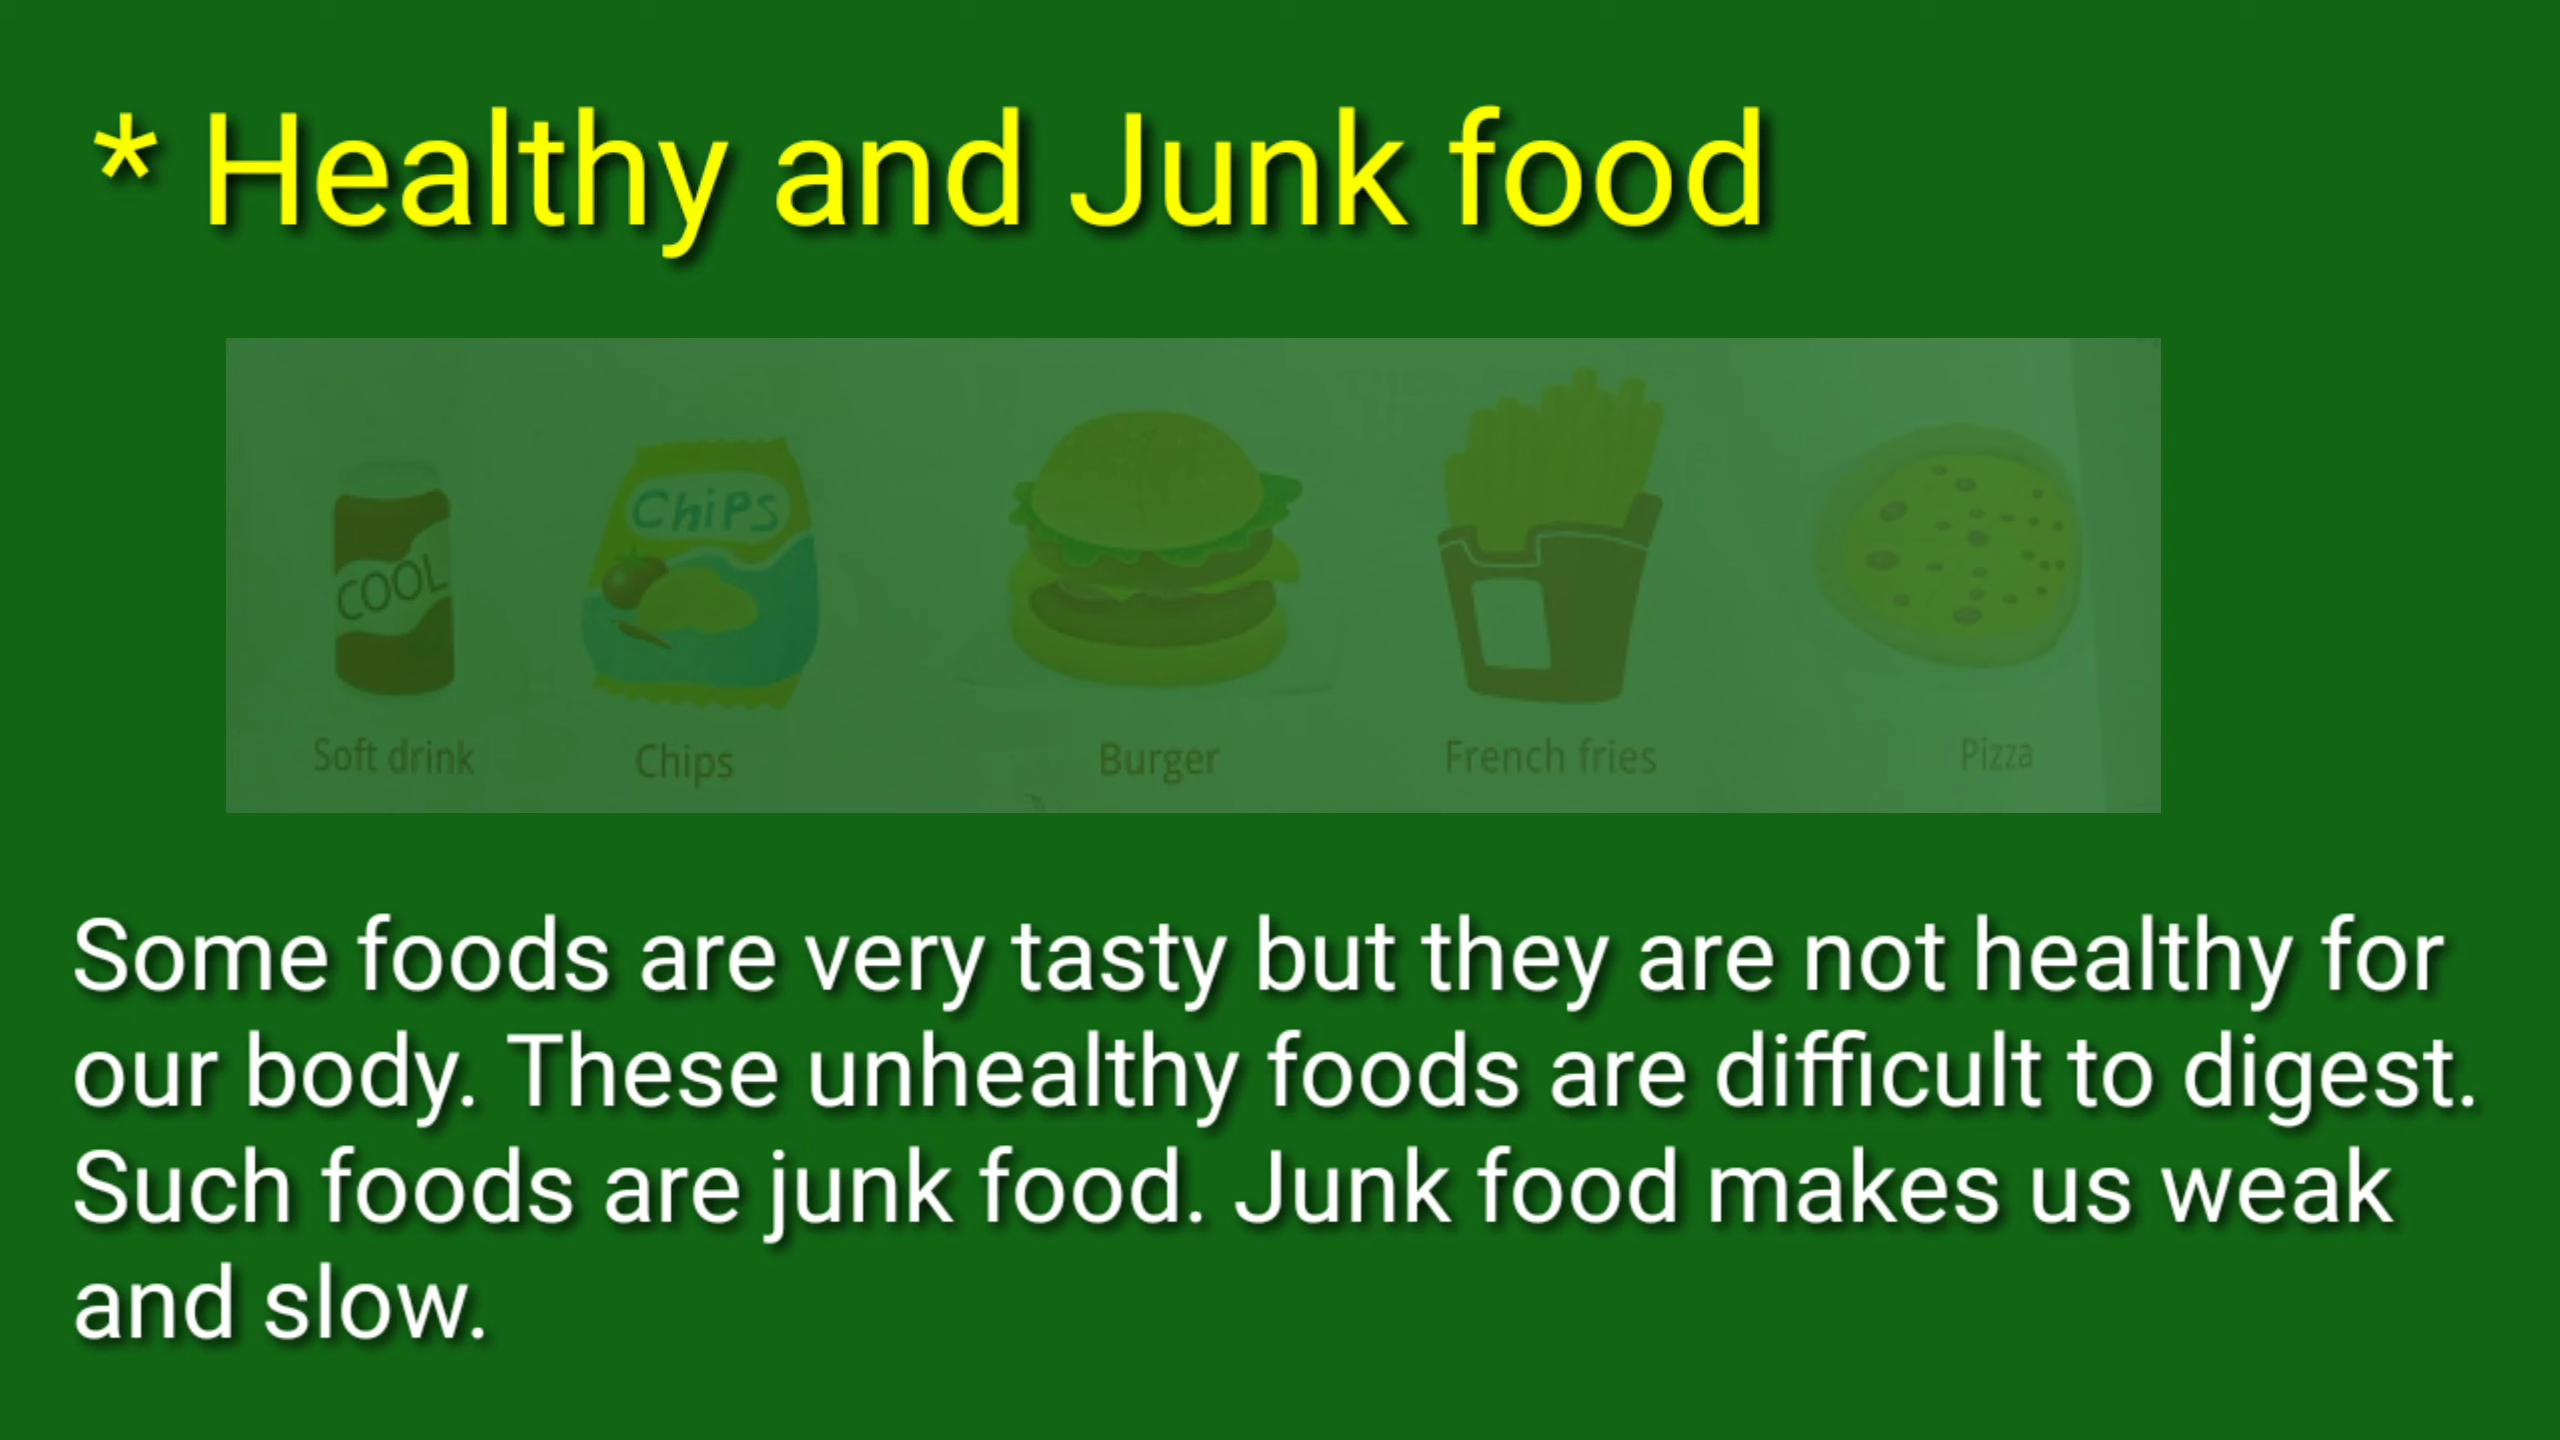 * Healthy and Junk food
COOL
Chips
Soft drink
Chips
Burger
French fries
Pizza
Some foods are very tasty but they are not healthy for
our body. These unhealthy foods are difficult to digest.
Such foods are junk food. Junk food makes us weak
and slow.